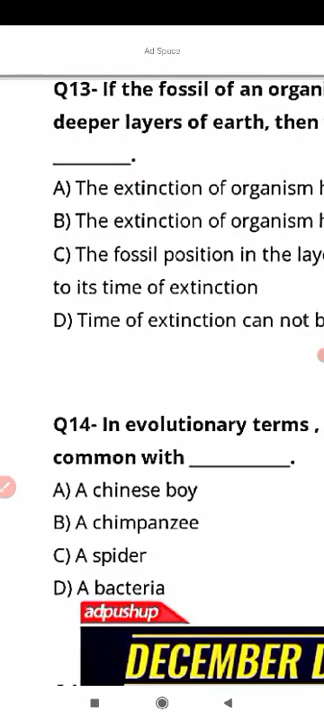 Ad Space
Q13- If the fossil of an organi
deeper layers of earth, then
________.
A) The extinction of organism h
B) The extinction of organism h
C) The fossil position in the lay
to its time of extinction
D) Time of extinction can not b
Q14- In evolutionary terms ,
common with ___________.
A) A chinese boy
B) A chimpanzee
C) A spider
D) A bacteria
adpushup
DECEMBER